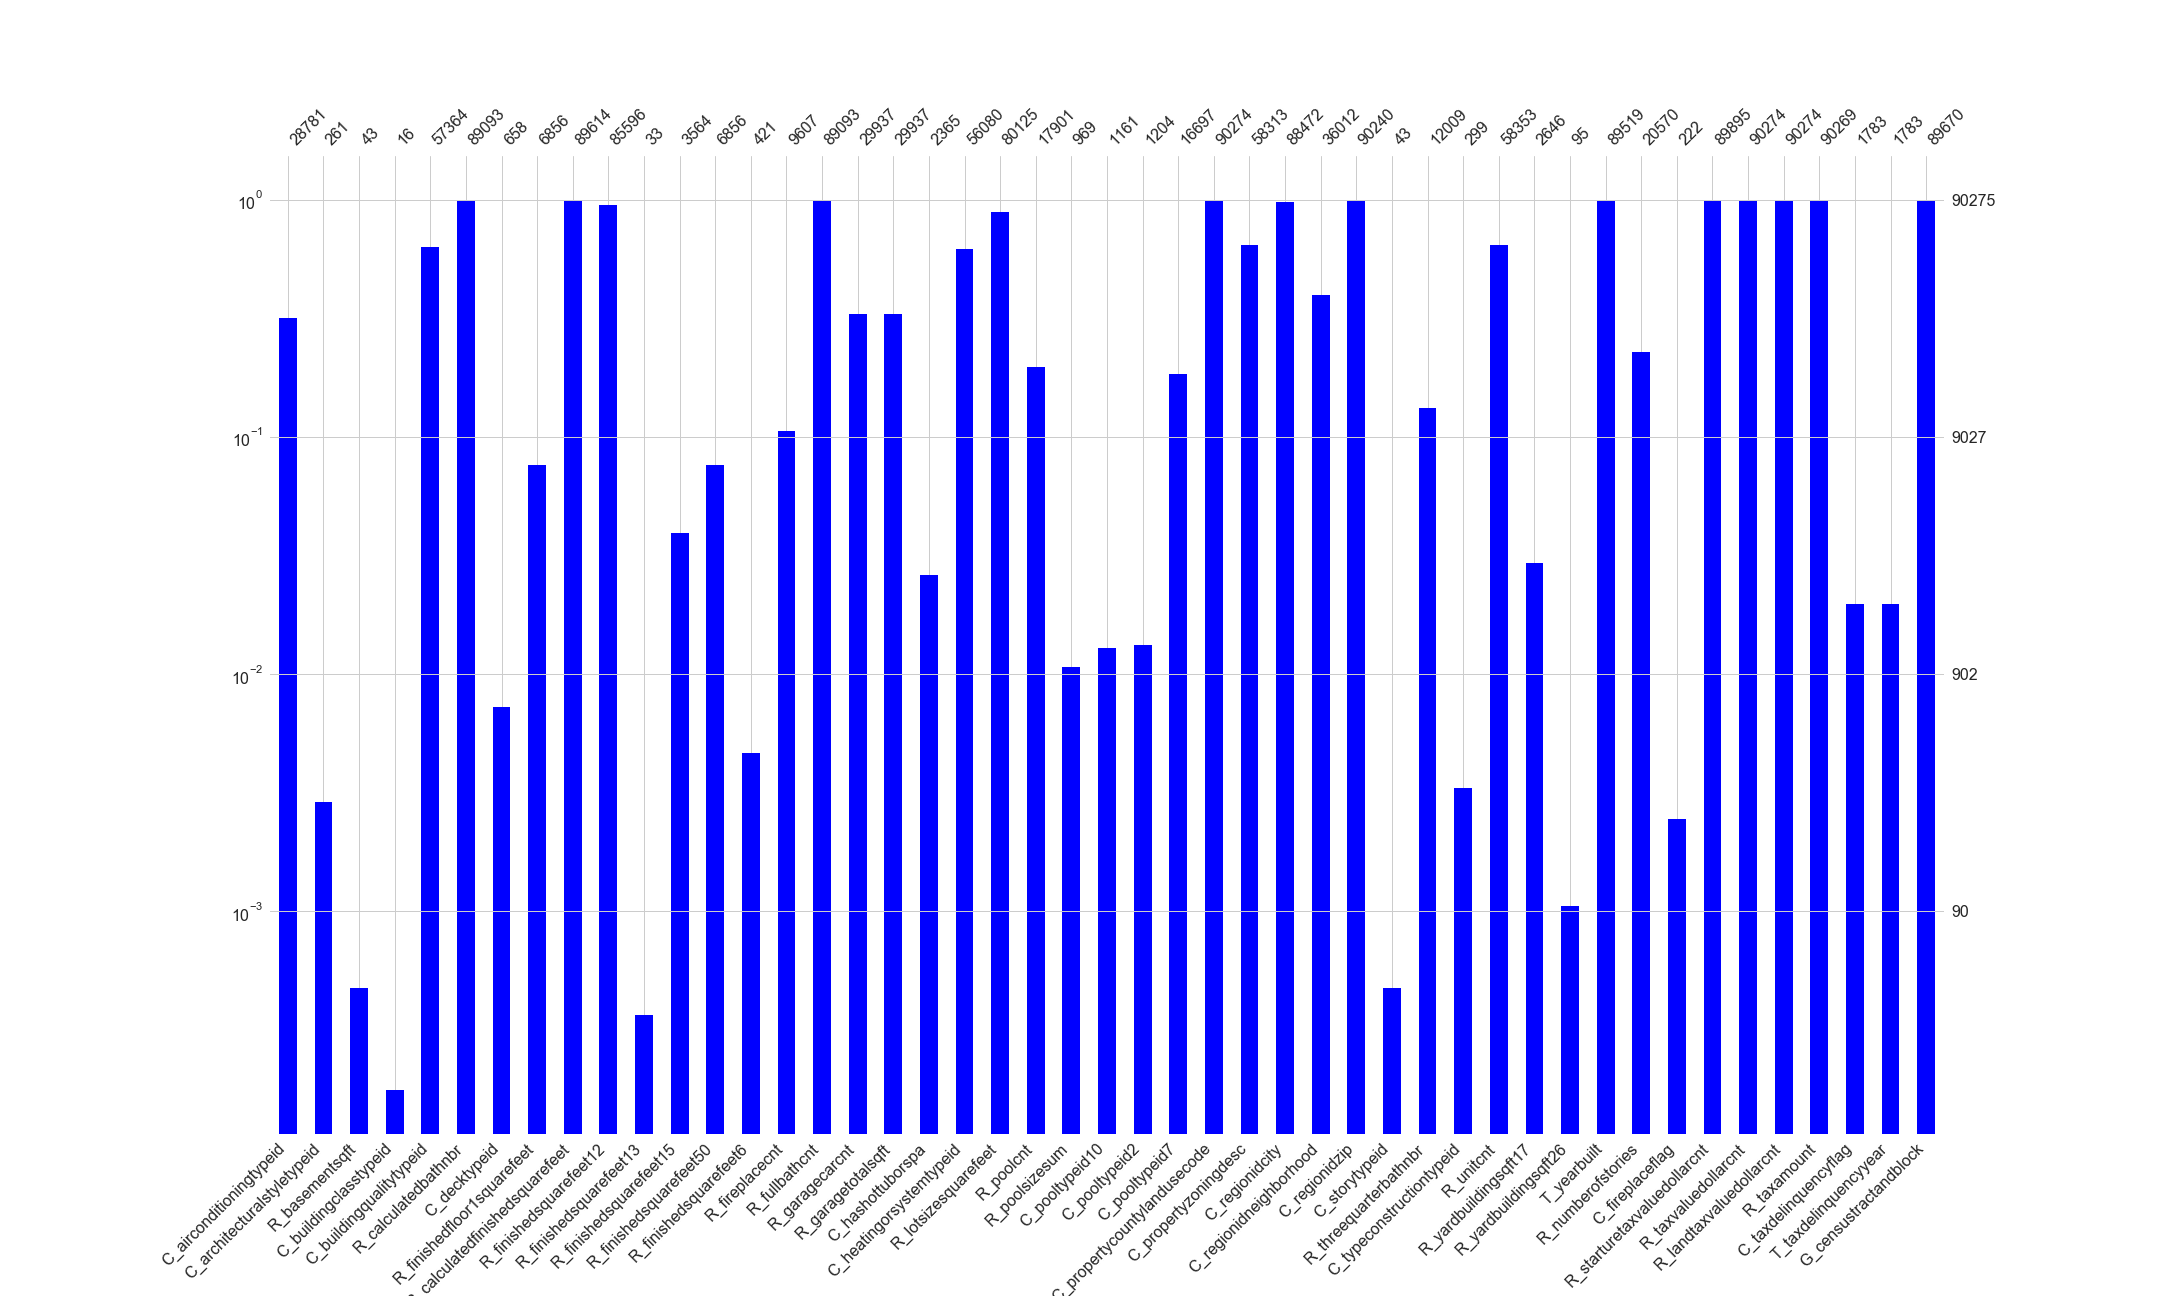 28781
261
43
16
57364
89093
658
6856
89614
85596
33
3564
6856
421
9607
89093
29937
29937
2365
56080
80125
17901
969
1161
1204
16697
90274
58313
88472
36012
90240
43
12009
299
58353
2646
95
89519
20570
222
89895
90274
90274
90269
1783
1783
89670
10⁰
10⁻¹
10⁻²
10⁻³
90275
9027
902
90
C_airconditioningtypeid
C_architecturalstyletypeid
R_basementsqft
C_buildingclasstypeid
C_buildingqualitytypeid
R_calculatedbathnbr
C_decktypeid
R_finishedfloor1squarefeet
calculatedfinishedsquarefeet
R_finishedsquarefeet12
R_finishedsquarefeet13
R_finishedsquarefeet15
R_finishedsquarefeet50
R_finishedsquarefeet6
R_fireplacecnt
R_fullbathcnt
R_garagecarcnt
R_garagetotalsqft
C_hashottuborspa
C_heatingorsystemtypeid
R_lotsizesquarefeet
R_poolcnt
R_poolsizesum
C_pooltypeid10
C_pooltypeid2
C_pooltypeid7
C_propertycountylandusecode
C_propertyzoningdesc
C_regionidcity
C_regionidneighborhood
C_regionidzip
C_storytypeid
R_threequarterbathnbr
C_typeconstructiontypeid
R_unitcnt
R_yardbuildingsqft17
R_yardbuildingsqft26
T_yearbuilt
R_numberofstories
C_fireplaceflag
R_starturetaxvaluedollarcnt
R_taxvaluedollarcnt
R_landtaxvaluedollarcnt
R_taxamount
C_taxdelinquencyflag
T_taxdelinquencyyear
G_censustractandblock